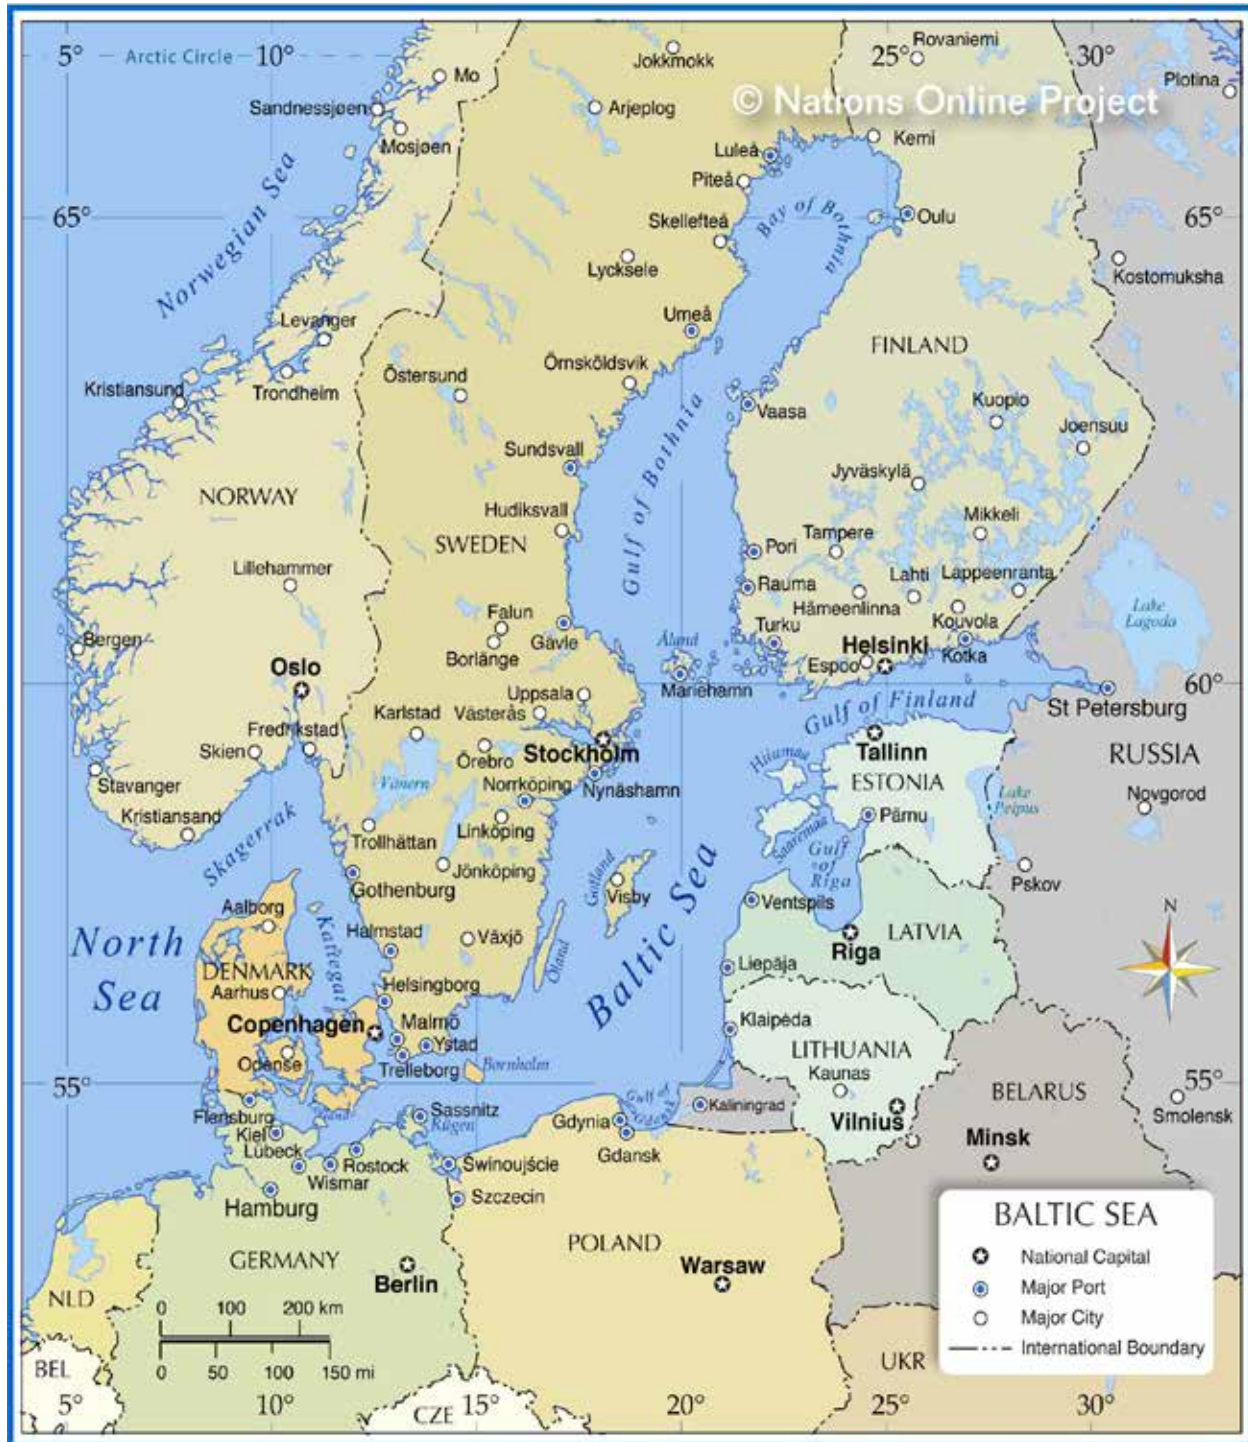 5°
Arctic Circle
10°
25°
30°
Rovaniemi
Jokkmokk
Mo
Plotina
Sandnessjøen
Arjeplog
© Nations Online Project
Mosjøen
Luleå
Kemi
Piteå
Norwegian Sea
Bay of Bothnia
65°
Skellefteå
Oulu
65°
Lycksele
Kostomuksha
Levanger
Umeå
FINLAND
Kristiansund
Trondheim
Östersund
Örnsköldsvik
Vaasa
Kuopio
Joensuu
Gulf of Bothnia
Sundsvall
Jyväskylä
NORWAY
Hudiksvall
Mikkeli
SWEDEN
Tampere
Pori
Lillehammer
Rauma
Lahti
Lappeenranta
Hämeenlinna
Lake
Lagoda
Falun
Gävle
Turku
Kouvola
Bergen
Borlänge
Åland
Helsinki
Oslo
Espoo
Kotka
Uppsala
Mariehamn
60°
Gulf of Finland
St Petersburg
Fredrikstad
Karlstad
Västerås
Skien
Stockholm
Tallinn
RUSSIA
Örebro
Hiiumaa
Stavanger
Vänern
Norrköping
Nynäshamn
ESTONIA
Lake
Peipus
Novgorod
Kristiansand
Pärnu
Linköping
Saaremaa
Skagerrak
Trollhättan
Gulf
of
Riga
Jönköping
Pskov
Gothenburg
Gotland
Visby
Ventspils
Aalborg
Baltic Sea
N
Kattegat
Halmstad
Växjö
Riga
LATVIA
North
Sea
Öland
DENMARK
Liepāja
Aarhus
Helsingborg
Copenhagen
Malmö
Klaipėda
Ystad
LITHUANIA
Odense
Trelleborg
Bornholm
Kaunas
55°
55°
BELARUS
Flensburg
Sassnitz
Rügen
Gulf of
Gdańsk
Kaliningrad
Smolensk
Kiel
Gdynia
Vilnius
Minsk
Lübeck
Rostock
Gdansk
Wismar
Świnoujście
Hamburg
Szczecin
BALTIC SEA
National Capital
Major Port
Major City
International Boundary
GERMANY
POLAND
Warsaw
Berlin
NLD
0 100 200 km
0 50 100 150 mi
BEL
UKR
5°
10°
CZE
15°
20°
25°
30°